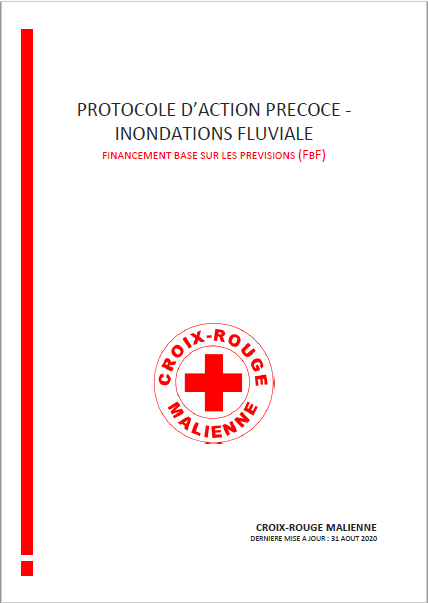 PROTOCOLE D'ACTION PRECOCE -
INONDATIONS FLUVIALE
FINANCEMENT BASE SUR LES PREVISIONS (FBF)
CROIX-ROUGE
MALIENNE
CROIX-ROUGE MALIENNE
DERNIERE MISE A JOUR : 31 AOUT 2020